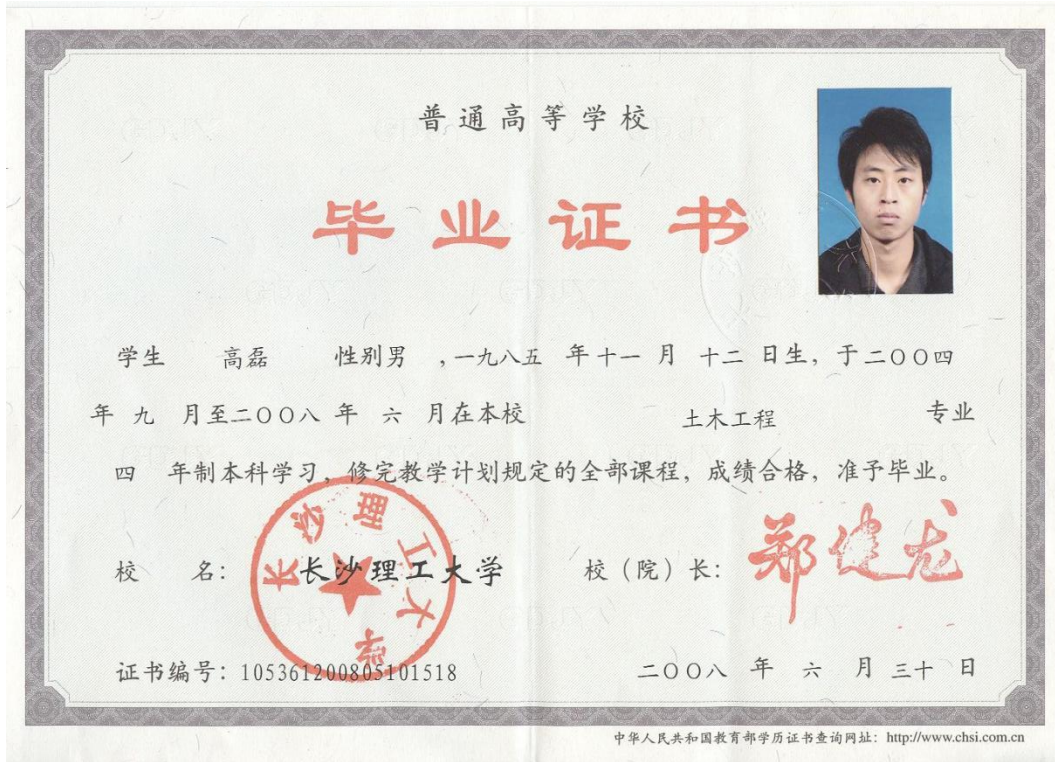 普通高等学校
毕业证书
学生 高磊 性别男 ,一九八五 年十一 月 十二 日生, 于二〇〇四
年 九 月至二〇〇八 年 六 月在本校 土木工程 专业
四 年制本科学习, 修完教学计划规定的全部课程, 成绩合格, 准予毕业。
校 名: 长沙理工大学 校(院)长: 郑健龙
长沙理工大学
证书编号: 105361200805101518 二〇〇八 年 六 月 三十 日
中华人民共和国教育部学历证书查询网址: http://www.chsi.com.cn